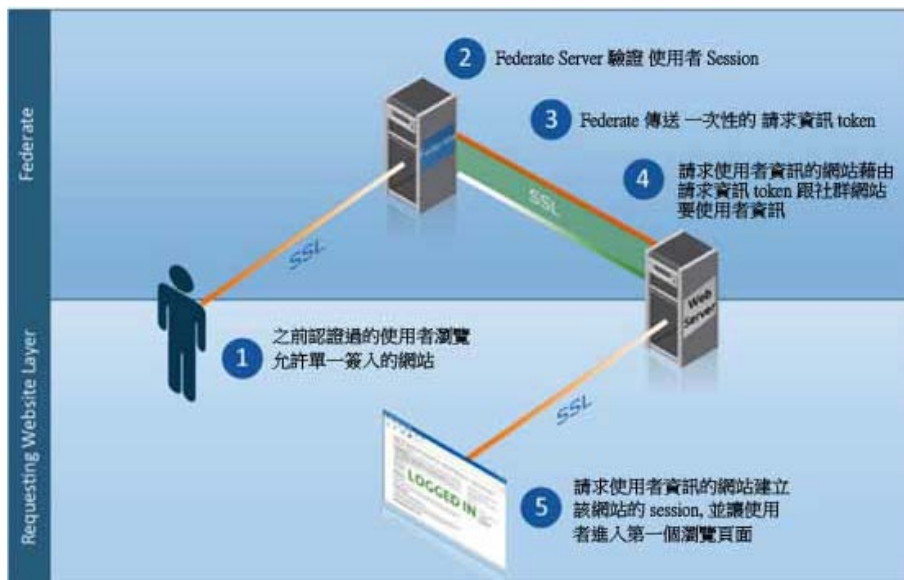 Federate
Requesting Website Layer
2
Federate Server 驗證 使用者 Session
3
Federate 傳送 一次性的 請求資訊 token
4
請求使用者資訊的網站藉由
請求資訊 token 跟社群網站
要使用者資訊
SSL
SSL
Web
Server
1
之前認證過的使用者瀏覽
允許單一簽入的網站
SSL
LOGGED IN
5
請求使用者資訊的網站建立
該網站的 session, 並讓使用
者進入第一個瀏覽頁面